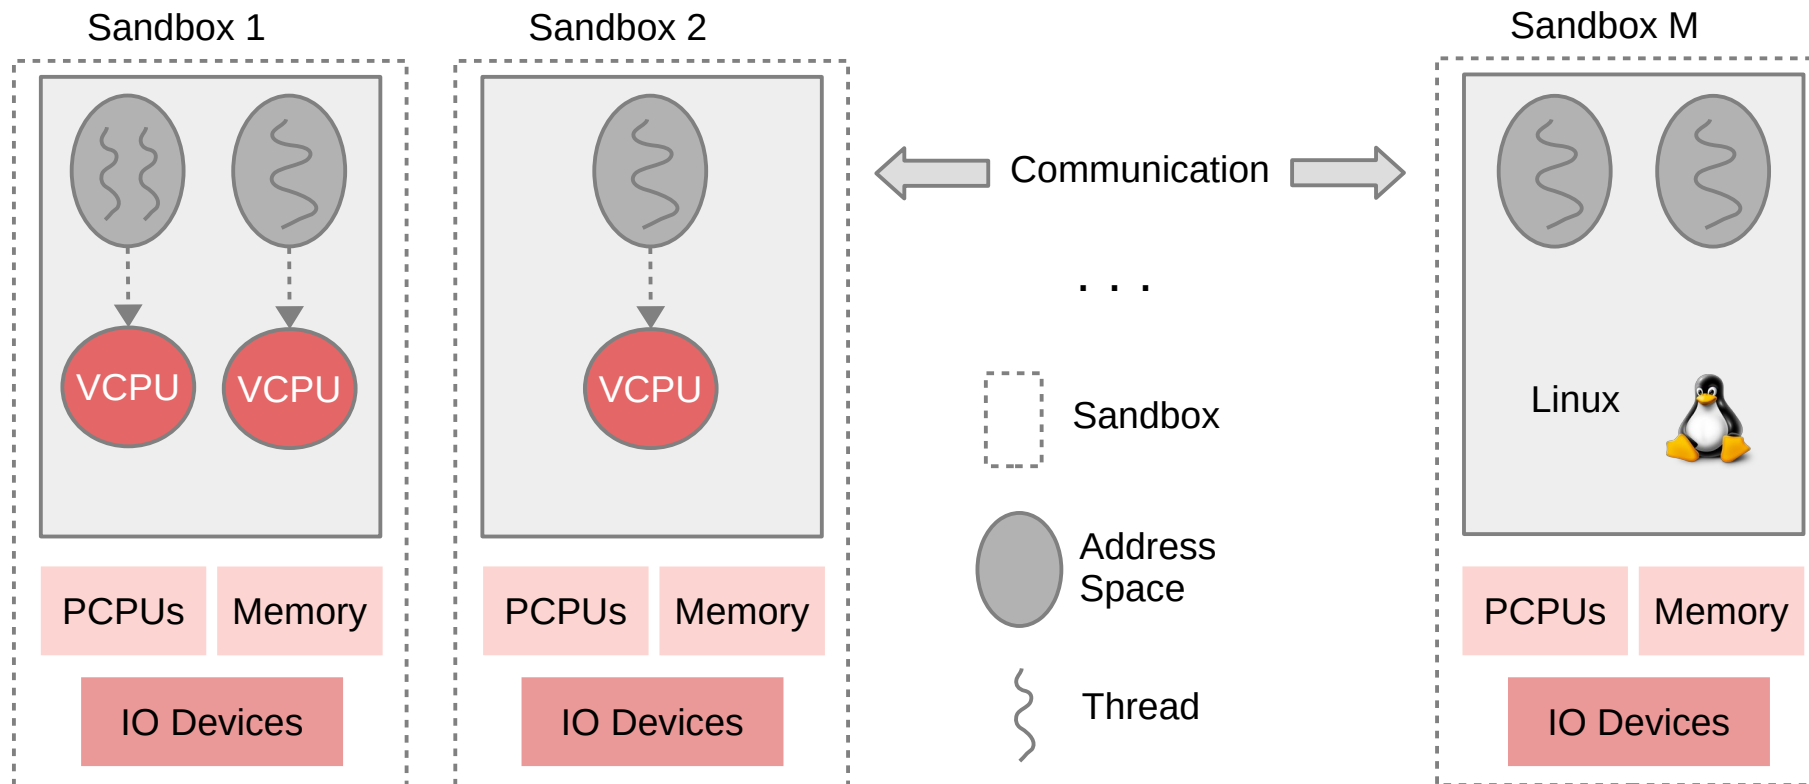 Sandbox 1
Sandbox 2
Sandbox M
Communication
. . .
VCPU
VCPU
VCPU
Linux
Sandbox
Address
Space
Thread
PCPUs
Memory
IO Devices
PCPUs
Memory
IO Devices
PCPUs
Memory
IO Devices